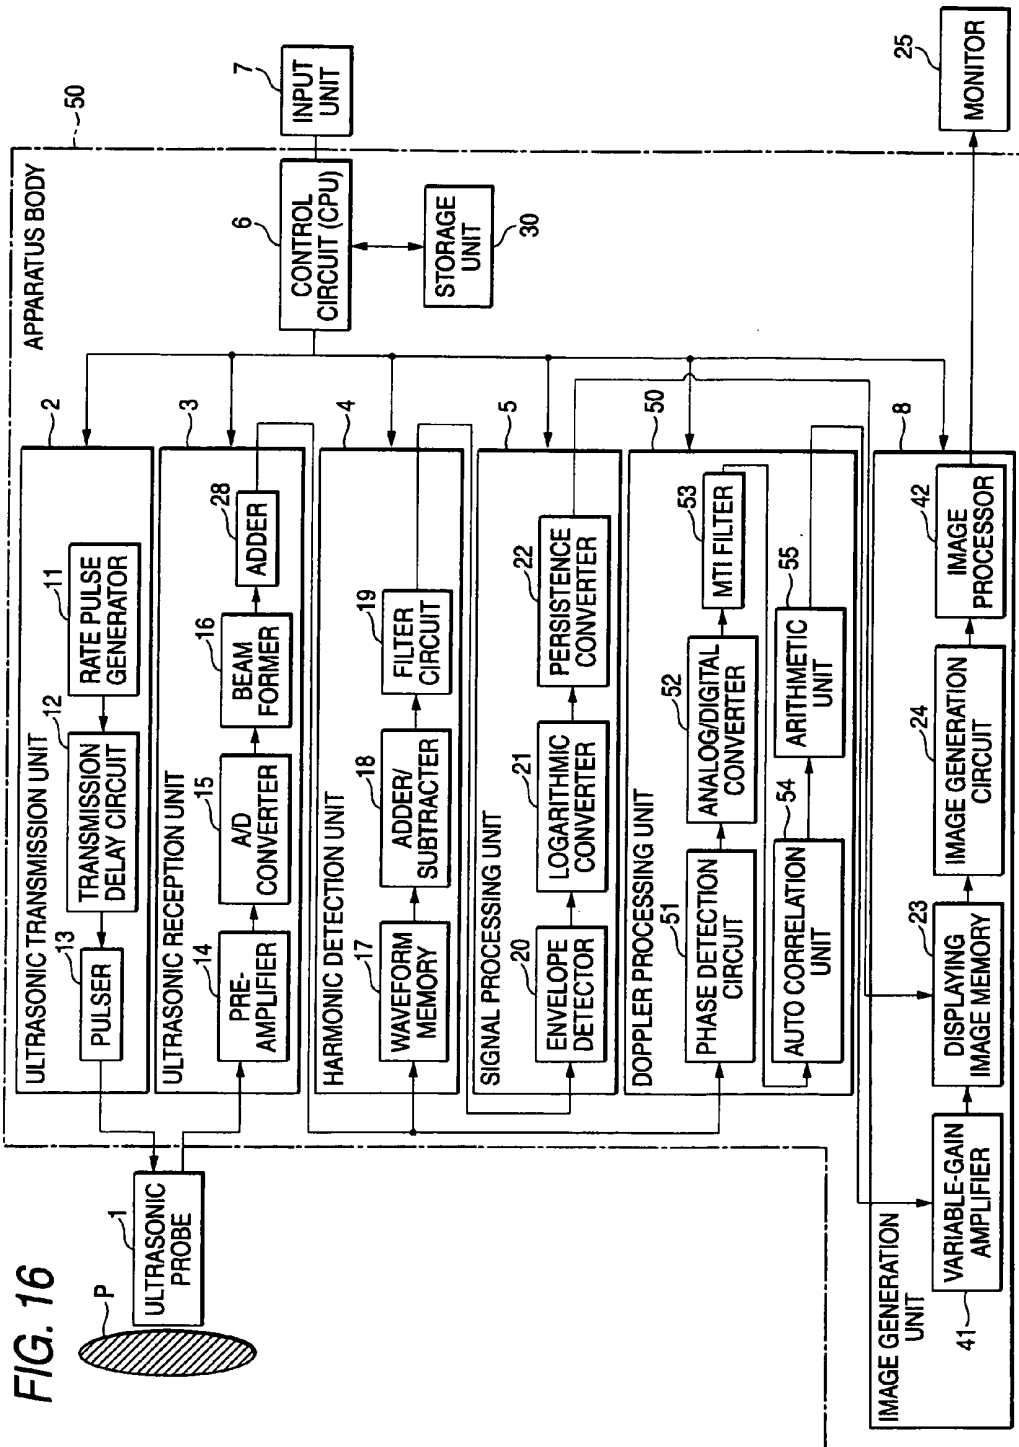 FIG. 16
P
1
ULTRASONIC
PROBE
50
APPARATUS BODY
2
ULTRASONIC TRANSMISSION UNIT
13
PULSER
12
TRANSMISSION
DELAY CIRCUIT
11
RATE PULSE
GENERATOR
3
ULTRASONIC RECEPTION UNIT
14
PRE-
AMPLIFIER
15
A/D
CONVERTER
16
BEAM
FORMER
28
ADDER
4
HARMONIC DETECTION UNIT
17
WAVEFORM
MEMORY
18
ADDER/
SUBTRACTER
19
FILTER
CIRCUIT
5
SIGNAL PROCESSING UNIT
20
ENVELOPE
DETECTOR
21
LOGARITHMIC
CONVERTER
22
PERSISTENCE
CONVERTER
50
DOPPLER PROCESSING UNIT
51
PHASE DETECTION
CIRCUIT
52
ANALOG/DIGITAL
CONVERTER
53
MTI FILTER
54
AUTO CORRELATION
UNIT
55
ARITHMETIC
UNIT
8
IMAGE GENERATION
UNIT
41
VARIABLE-GAIN
AMPLIFIER
23
DISPLAYING
IMAGE MEMORY
24
IMAGE GENERATION
CIRCUIT
42
IMAGE
PROCESSOR
6
CONTROL
CIRCUIT (CPU)
7
INPUT
UNIT
STORAGE
UNIT
30
25
MONITOR